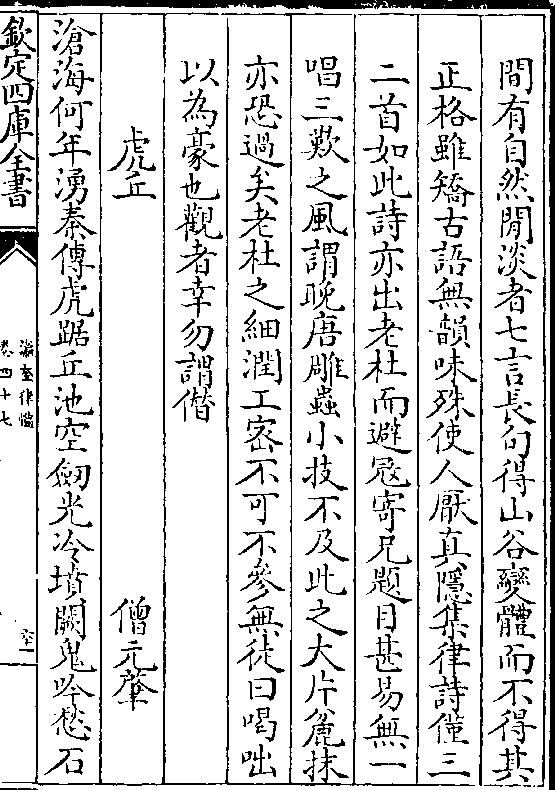 間有自然閒淡者七言長句得山谷變體而不得其
正格雖矯古語無韻味殊使人厭真隱集律詩僅三
二首如此詩亦出老杜而避冦寄兄題目甚易無一
唱三歎之風謂晚唐雕蟲小技不及此之大片麄抹
亦恐過矣老杜之細潤工宻不可不參無徒曰喝咄
以為豪也觀者幸勿謂僭
虎丘
僧元肇
滄海何年湧秦傳虎踞丘池空劒光冷墳闕鬼吟愁石
欽定四庫全書
瀛奎律髓
卷四十七